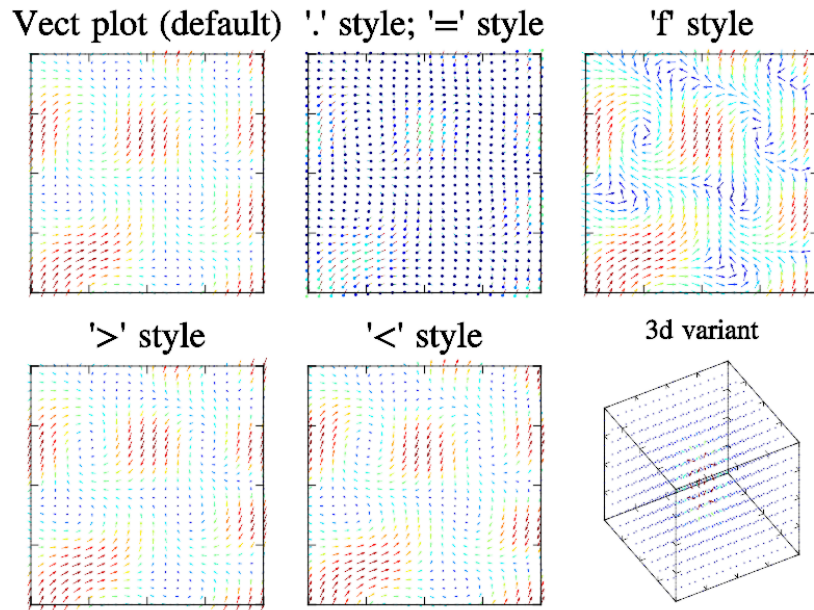 Vect plot (default)
'.' style; '=' style
'f' style
'>' style
'<' style
3d variant